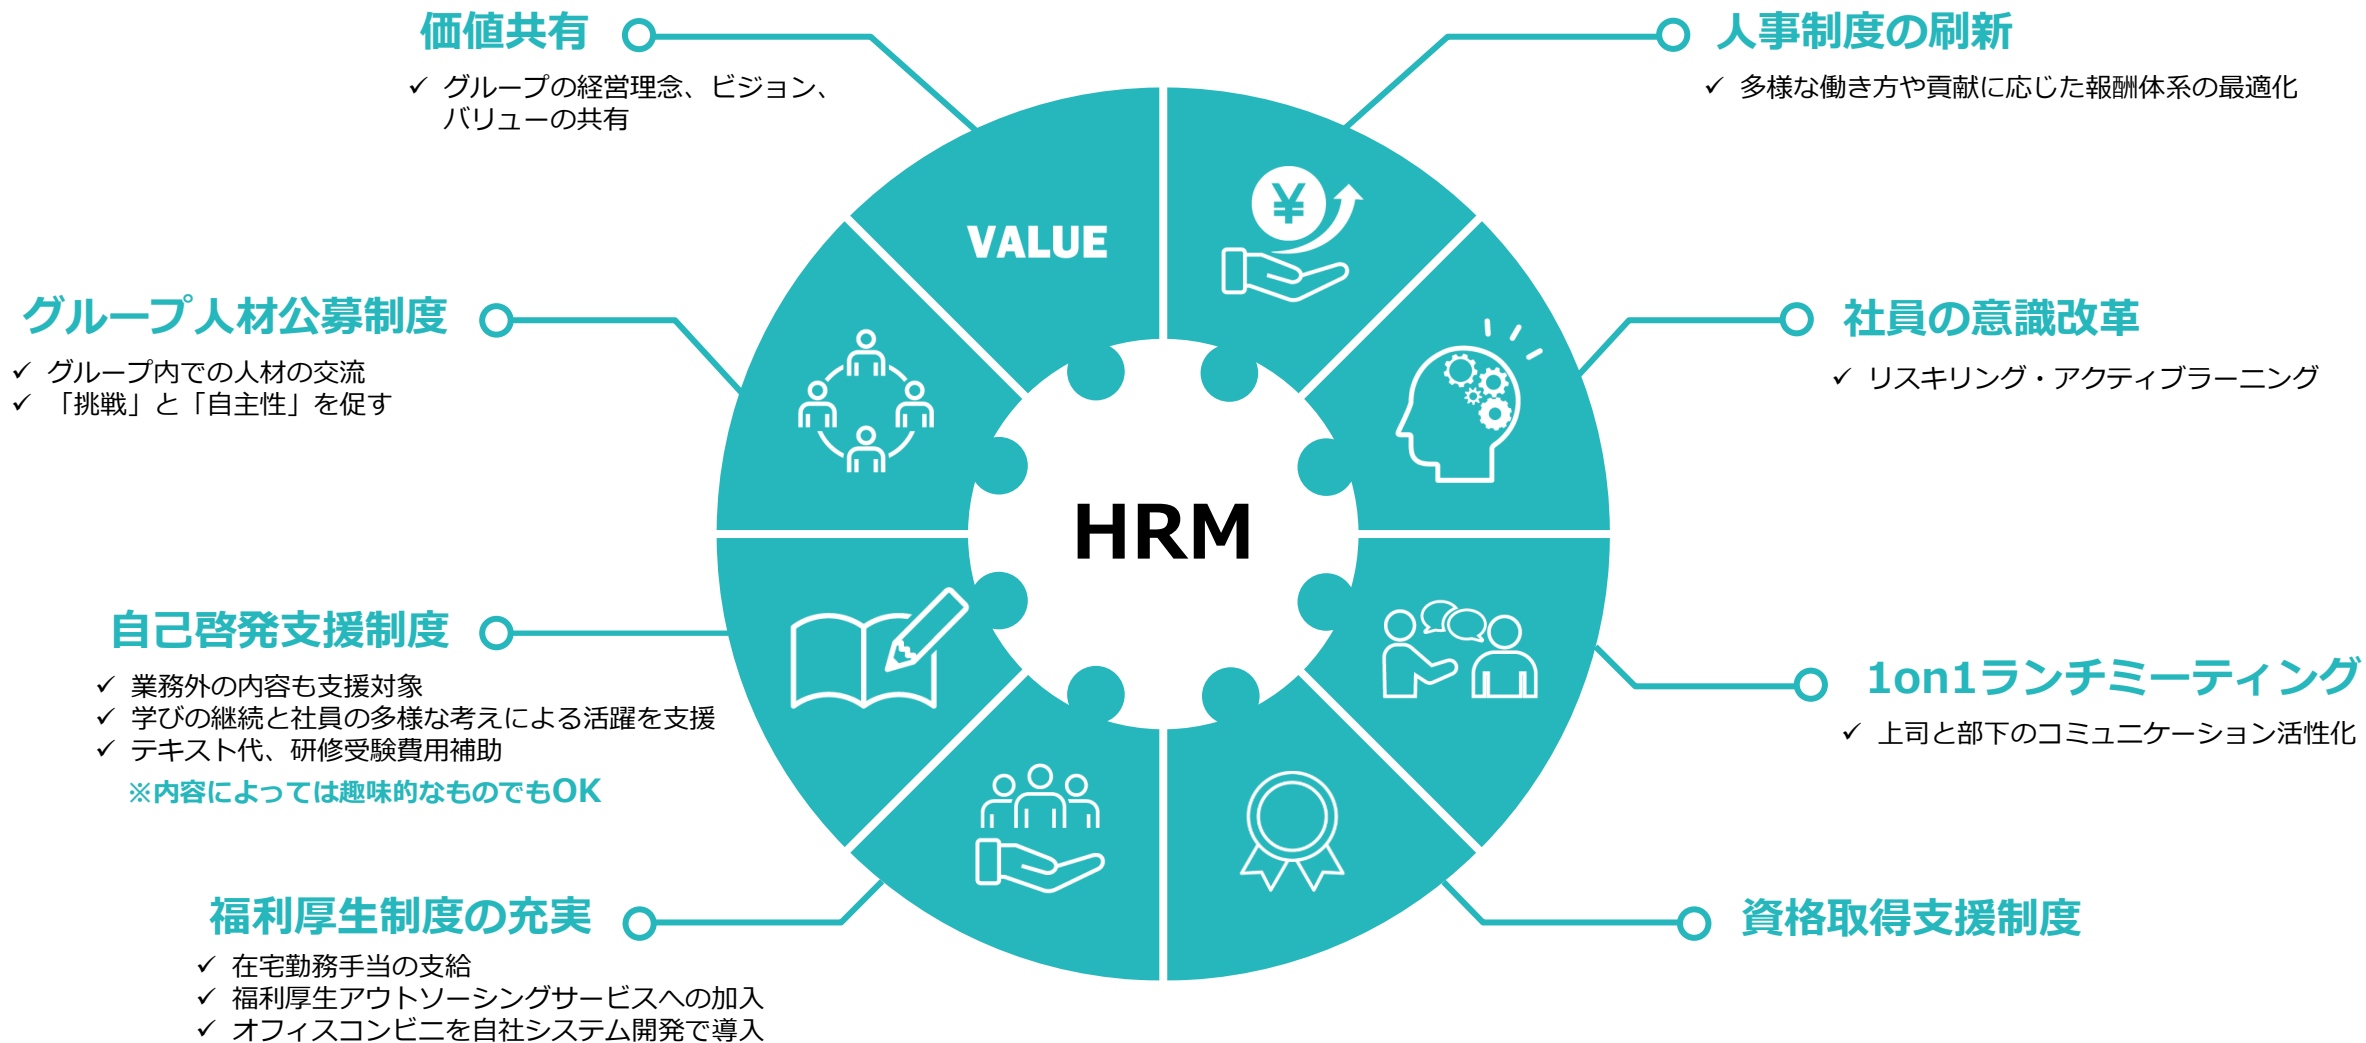 価値共有
✓ グループの経営理念、ビジョン、
バリューの共有
人事制度の刷新
✓ 多様な働き方や貢献に応じた報酬体系の最適化
VALUE
¥
グループ人材公募制度
✓ グループ内での人材の交流
✓ 「挑戦」と「自主性」を促す
社員の意識改革
✓ リスキリング・アクティブラーニング
HRM
自己啓発支援制度
✓ 業務外の内容も支援対象
✓ 学びの継続と社員の多様な考えによる活躍を支援
✓ テキスト代、研修受験費用補助
※内容によっては趣味的なものでもOK
1on1ランチミーティング
✓ 上司と部下のコミュニケーション活性化
福利厚生制度の充実
✓ 在宅勤務手当の支給
✓ 福利厚生アウトソーシングサービスへの加入
✓ オフィスコンビニを自社システム開発で導入
資格取得支援制度